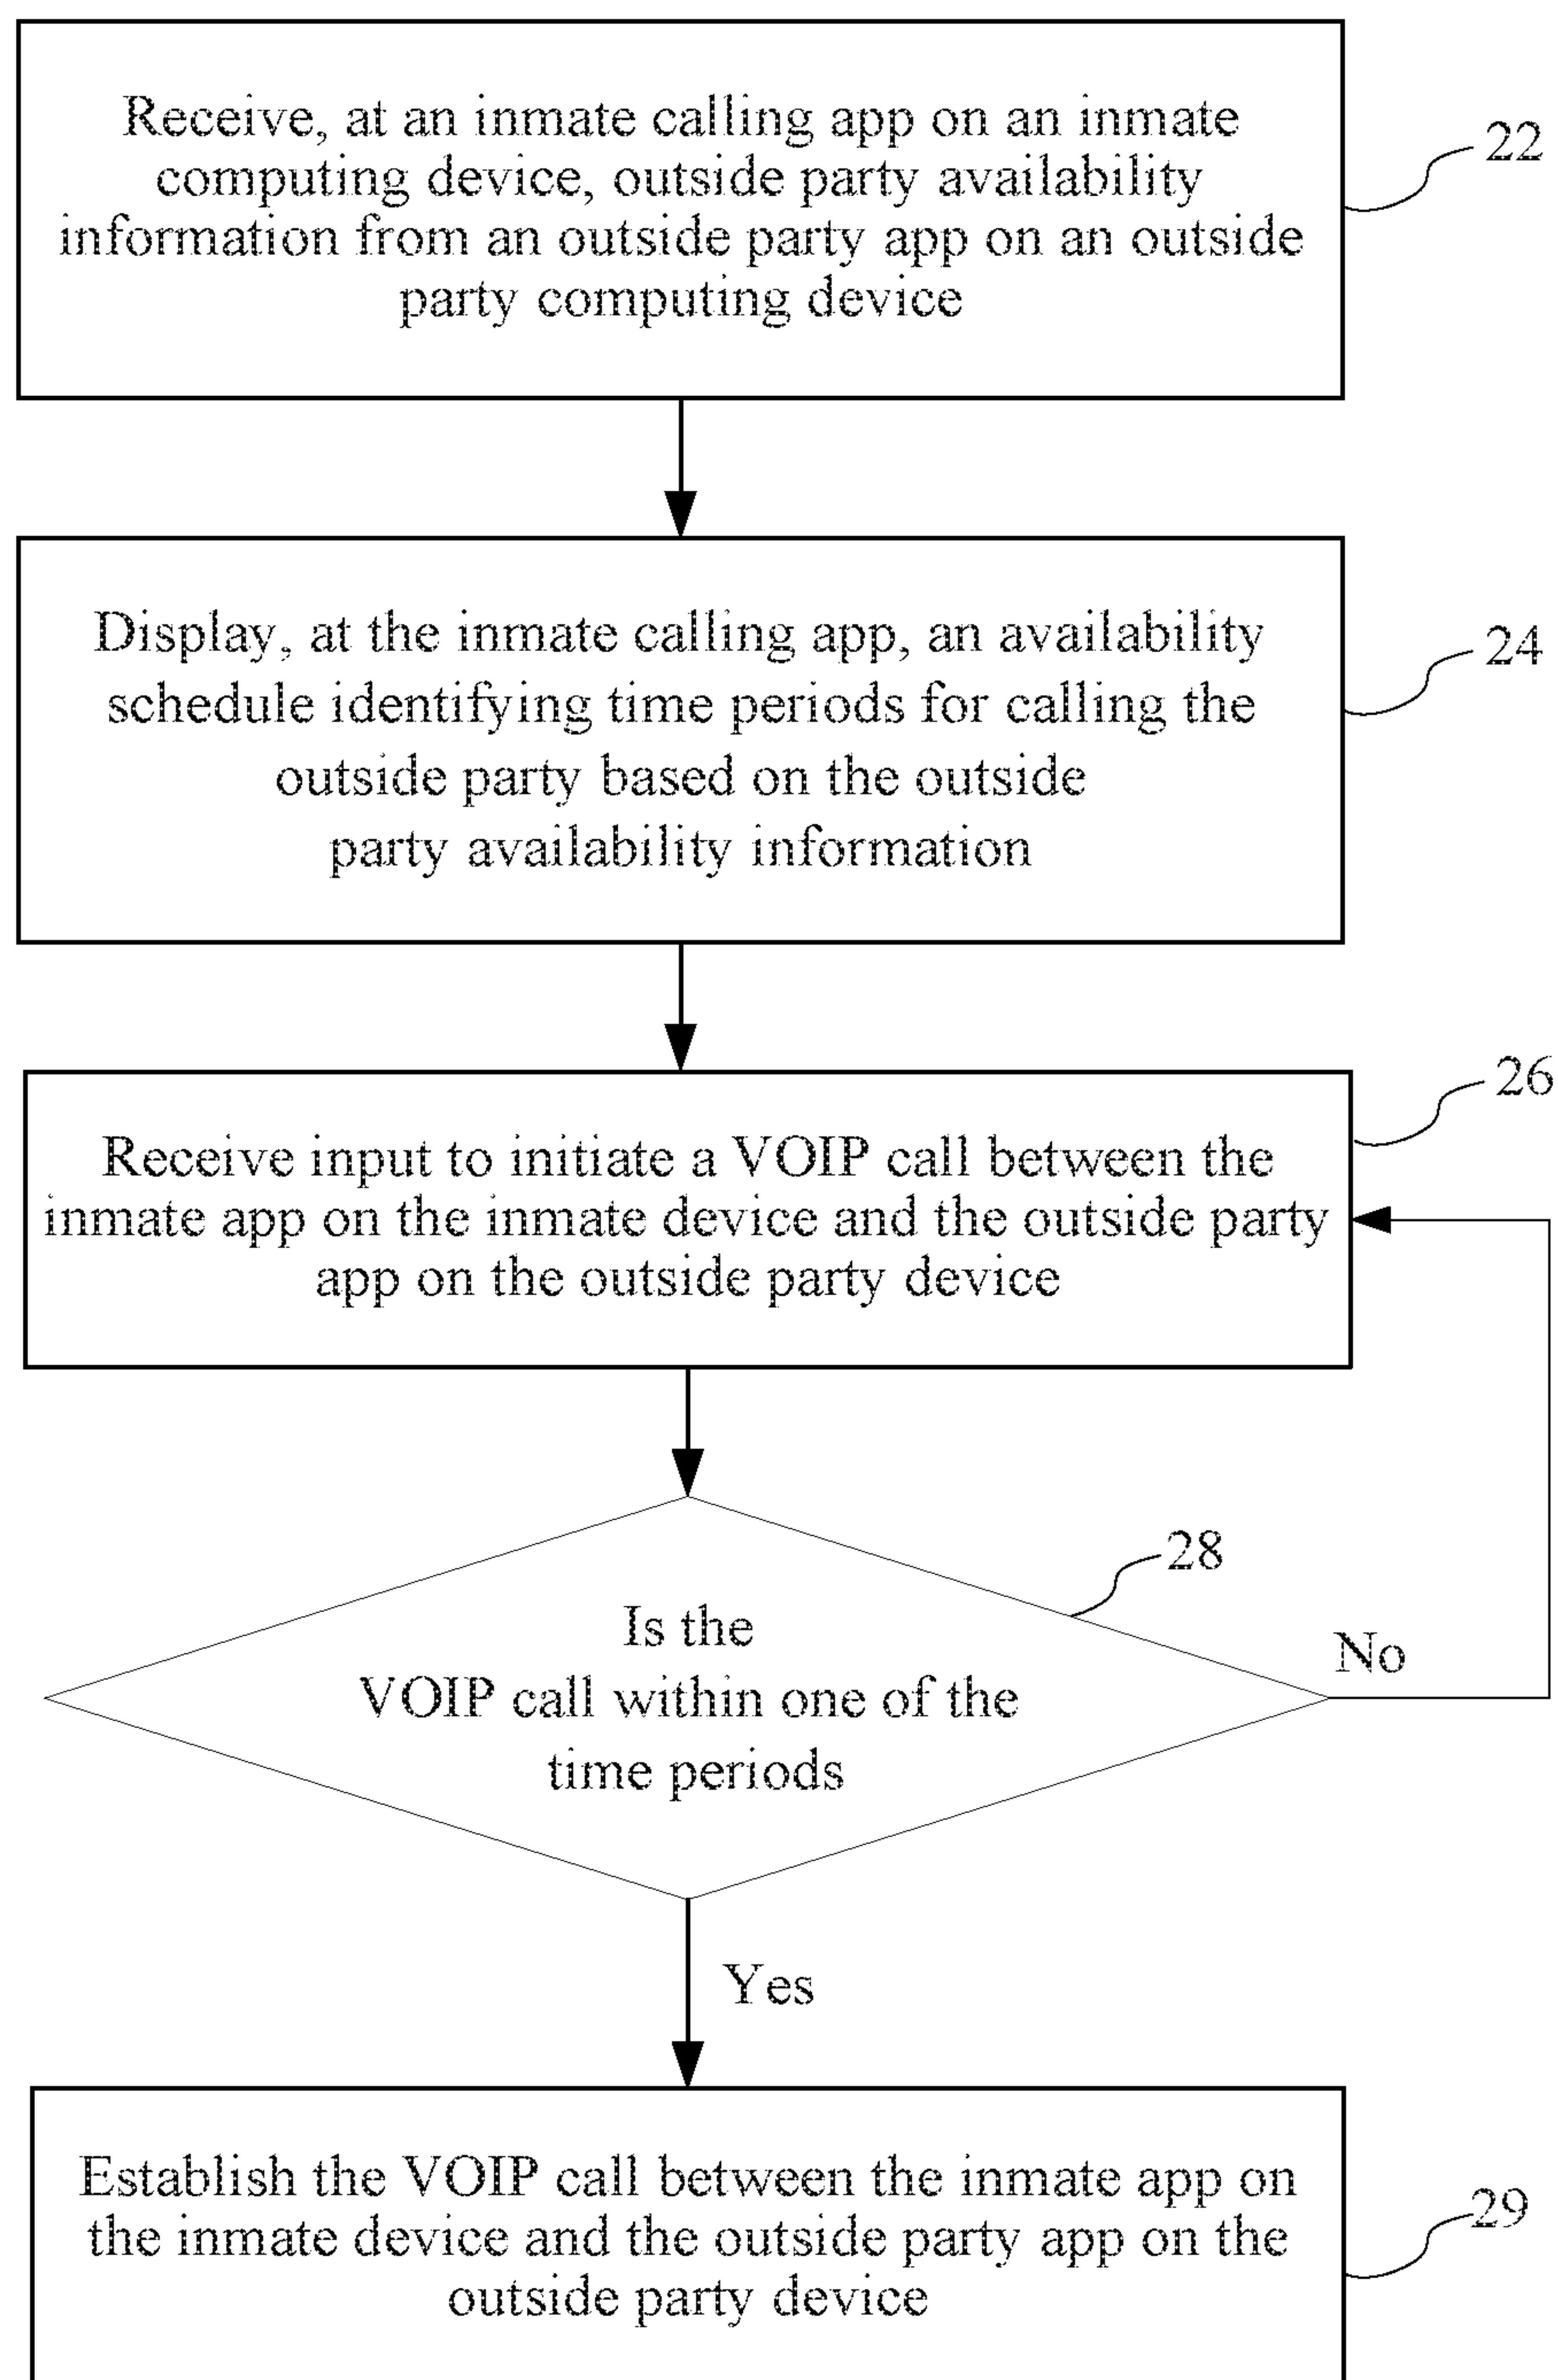 Receive, at an inmate calling app on an inmate
computing device, outside party availability
information from an outside party app on an outside
party computing device
22
Display, at the inmate calling app, an availability
schedule identifying time periods for calling the
outside party based on the outside
party availability information
24
26
Receive input to initiate a VOIP call between the
inmate app on the inmate device and the outside party
app on the outside party device
28
Is the
VOIP call within one of the
time periods
No
Yes
Establish the VOIP call between the inmate app on
the inmate device and the outside party app on the
outside party device
29